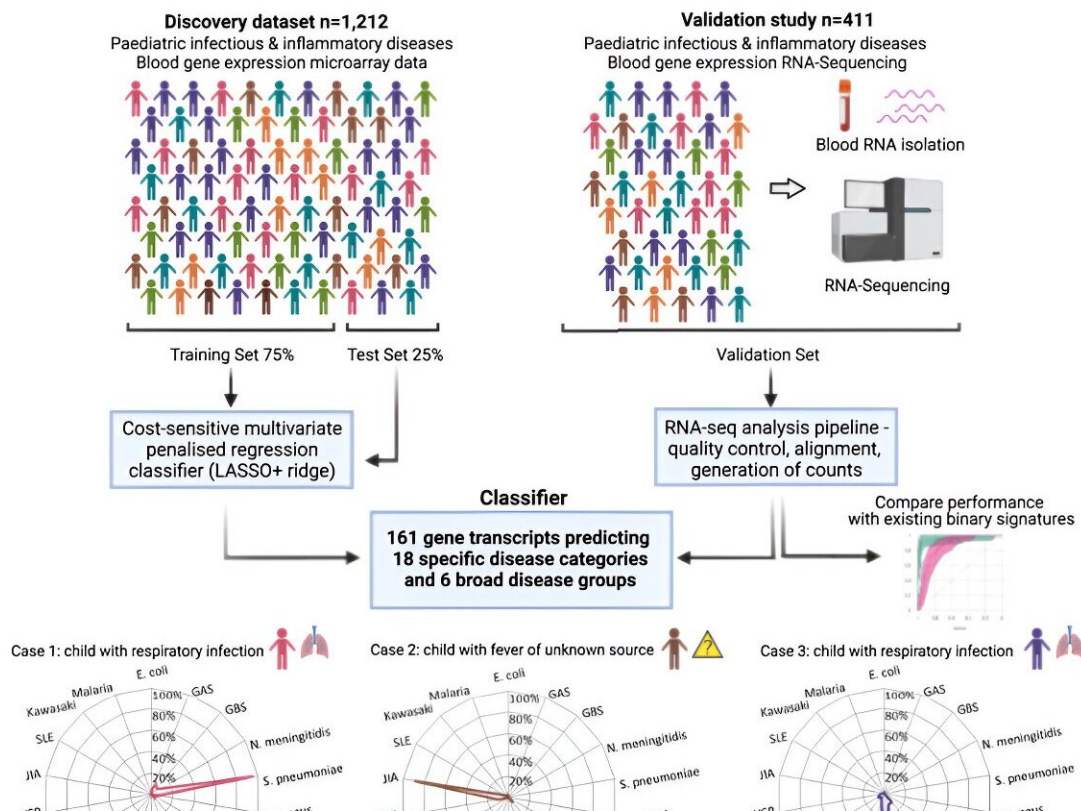 Discovery dataset n=1,212
Paediatric infectious & inflammatory diseases
Blood gene expression microarray data
Validation study n=411
Paediatric infectious & inflammatory diseases
Blood gene expression RNA-Sequencing
Blood RNA isolation
RNA-Sequencing
Training Set 75%
Test Set 25%
Validation Set
Cost-sensitive multivariate
penalised regression
classifier (LASSO+ ridge)
RNA-seq analysis pipeline -
quality control, alignment,
generation of counts
Classifier
161 gene transcripts predicting
18 specific disease categories
and 6 broad disease groups
Compare performance
with existing binary signatures
Case 1: child with respiratory infection
E. coli
Malaria
GAS
Kawasaki
GBS
SLE
N. meningitidis
JIA
S. pneumoniae
100%
80%
60%
40%
20%
Case 2: child with fever of unknown source
?
E. coli
Malaria
GAS
Kawasaki
GBS
SLE
N. meningitidis
JIA
S. pneumoniae
100%
80%
60%
40%
20%
Case 3: child with respiratory infection
E. coli
Malaria
GAS
Kawasaki
GBS
SLE
N. meningitidis
JIA
S. pneumoniae
100%
80%
60%
40%
20%